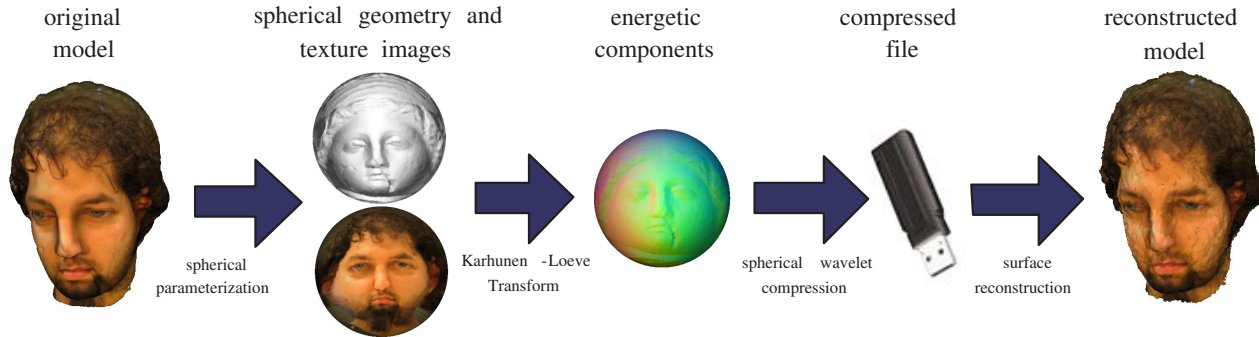 original
model
spherical geometry and
texture images
energetic
components
compressed
file
reconstructed
model
spherical
parameterization
Karhunen -Loeve
Transform
spherical wavelet
compression
surface
reconstruction